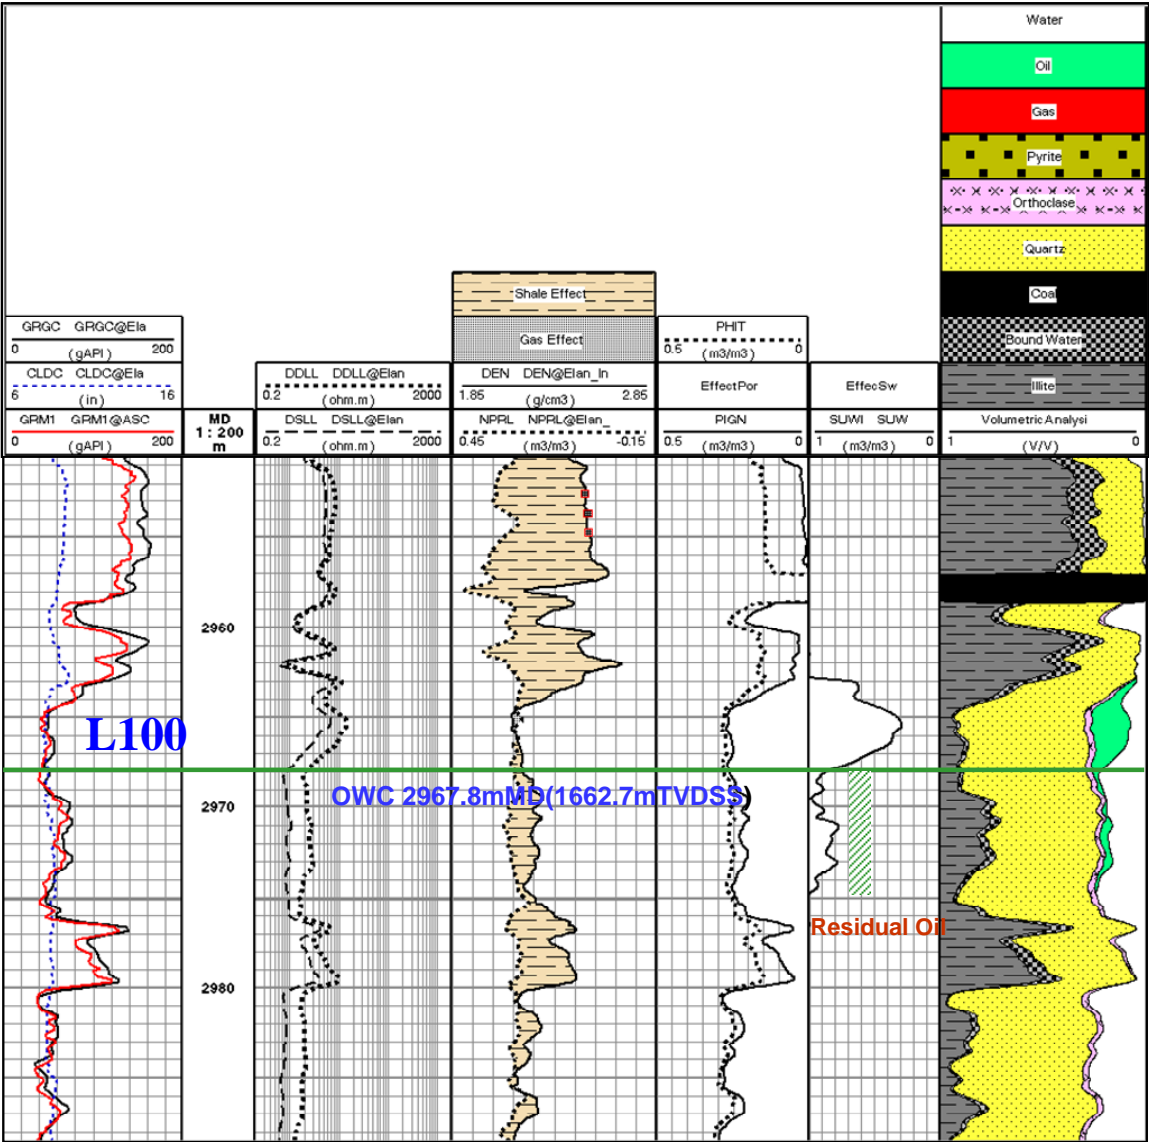 Water
Oil
Gas
Pyrite
Orthoclase
Quartz
Shale Effect
Coal
GRGC GRGC@Ela
0 (gAPI) 200
Gas Effect
PHIT
0.5 (m3/m3) 0
Bound Water
CLDC CLDC@Ela
6 (in) 16
DDLL DDLL@Elan
0.2 (ohm.m) 2000
DEN DEN@Elan_In
1.85 (g/cm3) 2.85
EffectPor
EffecSw
Illite
GRM1 GRM1@ASC
0 (gAPI) 200
MD
1 : 200
m
DSLL DSLL@Elan
0.2 (ohm.m) 2000
NPRL NPRL@Elan_
0.45 (m3/m3) -0.15
PIGN
0.5 (m3/m3) 0
SUWI SUW
1 (m3/m3) 0
Volumetric Analysi
1 (V/V) 0
2960
L100
OWC 2967.8mMD(1662.7mTVDSS)
2970
Residual Oil
2980